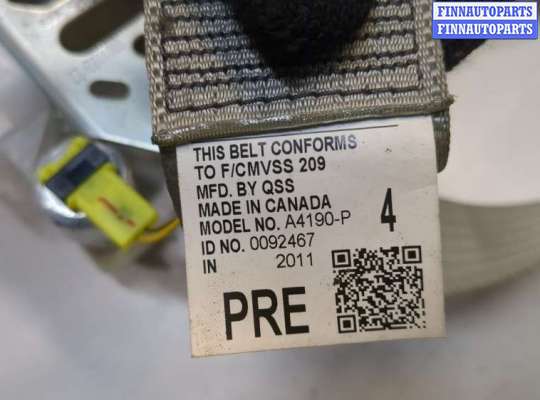 FINNAUTOPARTS
FINNAUTOPARTS
THIS BELT CONFORMS
TO F/CMVSS 209
MFD. BY QSS
MADE IN CANADA
MODEL NO. A4190-P 4
ID NO. 0092467
IN 2011
PRE